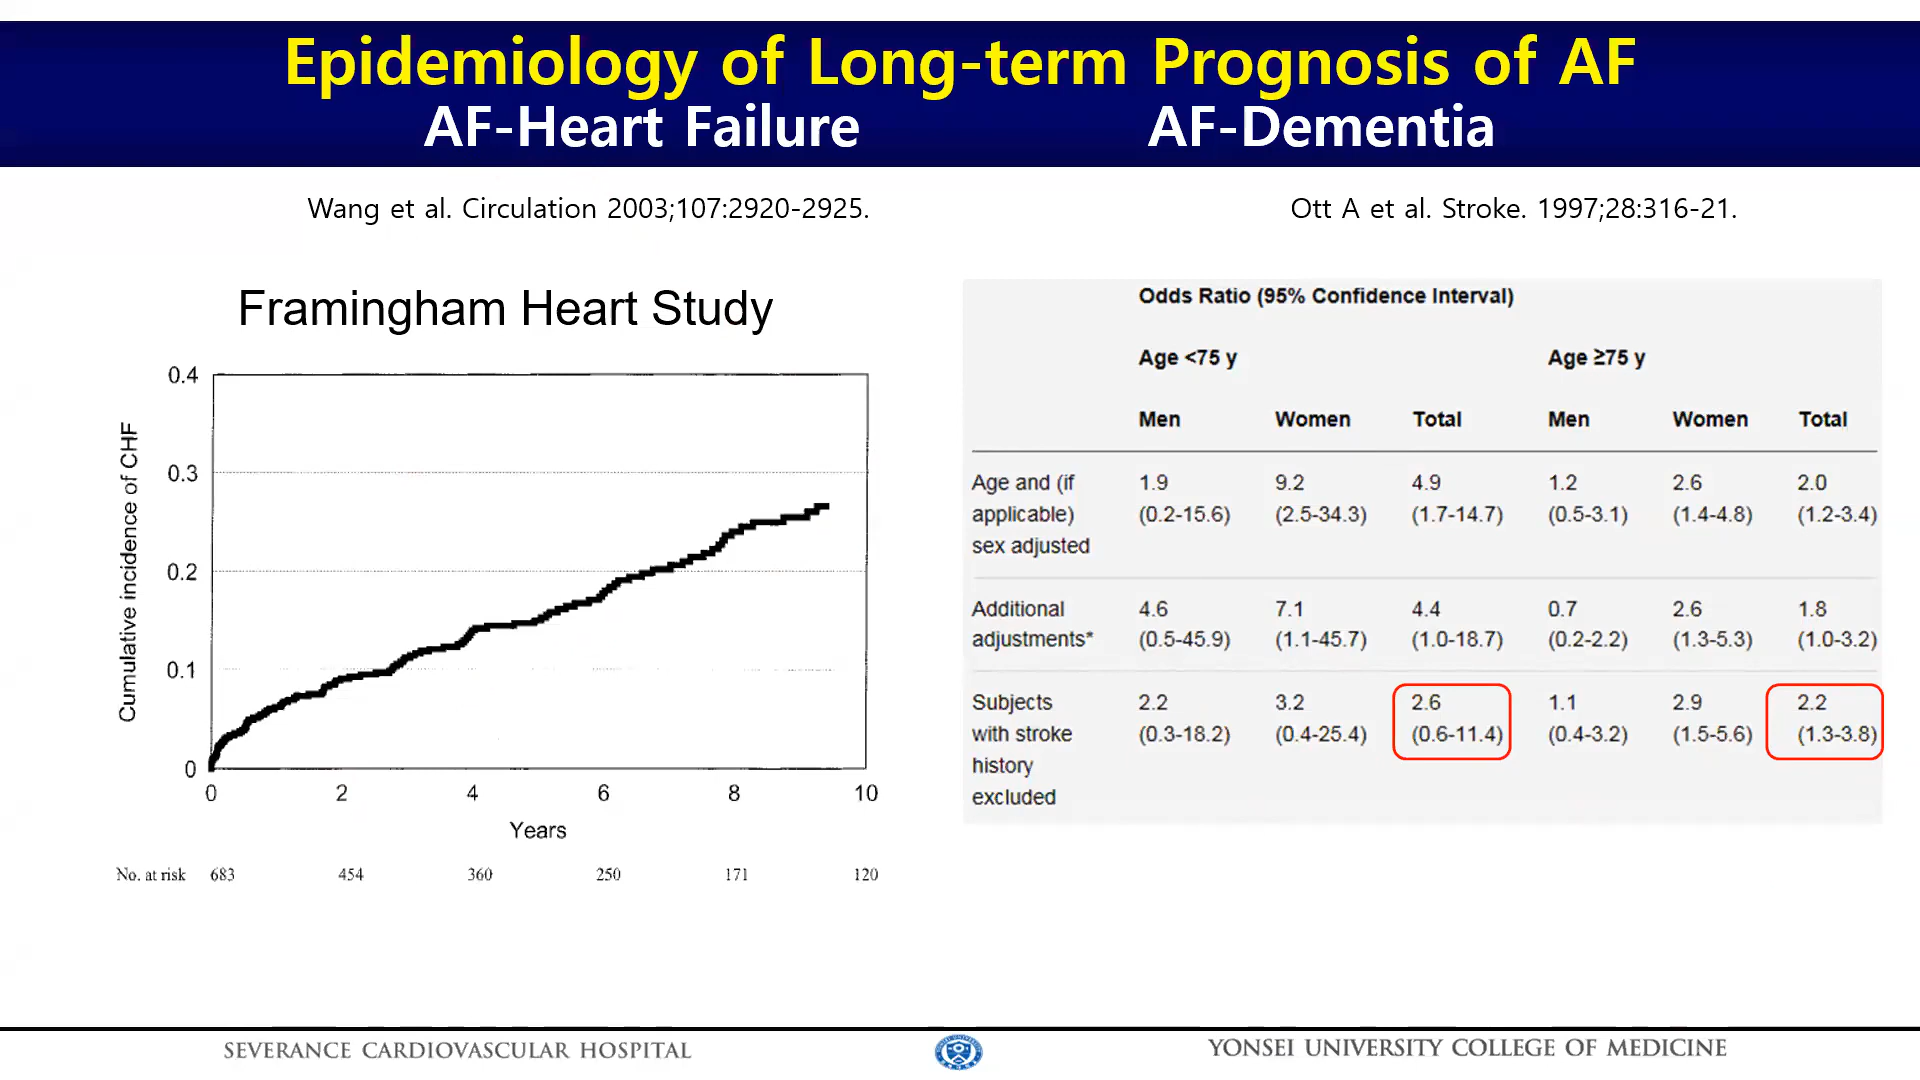 Epidemiology of Long-term Prognosis of AF
AF-Heart Failure
AF-Dementia
Wang et al. Circulation 2003;107:2920-2925.
Framingham Heart Study
Cumulative incidence of CHF
0.4
0.3
0.2
0.1
0
0 2 4 6 8 10
Years
No. at risk 683 454 360 250 171 120
Ott A et al. Stroke. 1997;28:316-21.
Odds Ratio (95% Confidence Interval)
Age <75 y Age ≥75 y
Men Women Total Men Women Total
Age and (if 1.9 9.2 4.9 1.2 2.6 2.0
applicable) (0.2-15.6) (2.5-34.3) (1.7-14.7) (0.5-3.1) (1.4-4.8) (1.2-3.4)
sex adjusted
Additional 4.6 7.1 4.4 0.7 2.6 1.8
adjustments* (0.5-45.9) (1.1-45.7) (1.0-18.7) (0.2-2.2) (1.3-5.3) (1.0-3.2)
Subjects 2.2 3.2 2.6 1.1 2.9 2.2
with stroke (0.3-18.2) (0.4-25.4) (0.6-11.4) (0.4-3.2) (1.5-5.6) (1.3-3.8)
history
excluded
SEVERANCE CARDIOVASCULAR HOSPITAL
YONSEI UNIVERSITY COLLEGE OF MEDICINE